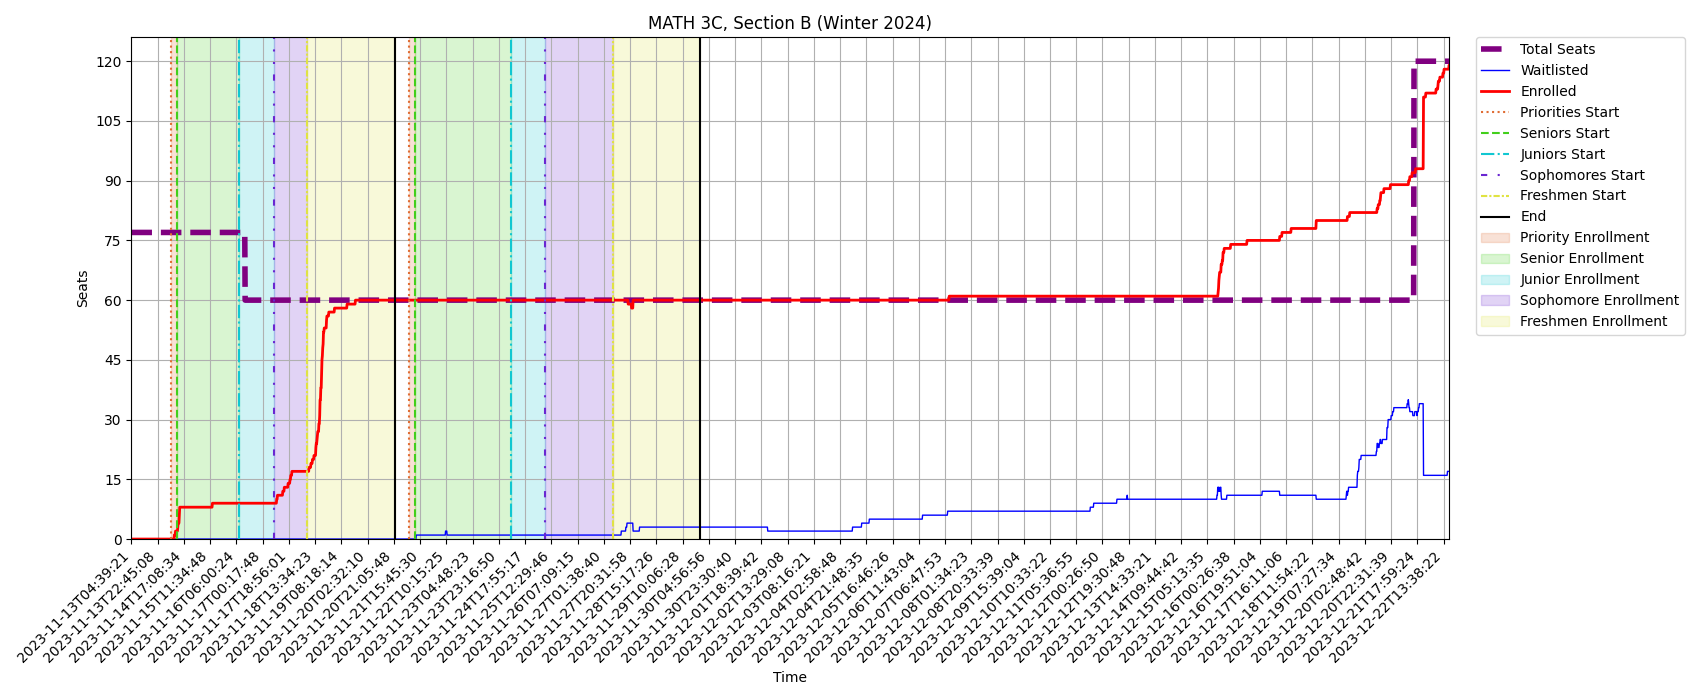 MATH 3C, Section B (Winter 2024)
120
105
90
75
60
45
30
15
0
Seats
2023-11-13T04:39:21
2023-11-13T22:45:08
2023-11-14T17:08:34
2023-11-15T11:34:48
2023-11-16T06:00:24
2023-11-17T00:17:48
2023-11-17T18:56:01
2023-11-18T13:34:23
2023-11-19T08:18:14
2023-11-20T02:32:10
2023-11-20T21:05:48
2023-11-21T15:45:30
2023-11-22T10:15:25
2023-11-23T04:48:23
2023-11-23T23:16:50
2023-11-24T17:55:17
2023-11-25T12:29:46
2023-11-26T07:09:15
2023-11-27T01:38:40
2023-11-27T20:31:58
2023-11-28T15:17:26
2023-11-29T10:06:28
2023-11-30T04:56:56
2023-11-30T23:30:40
2023-12-01T18:39:42
2023-12-02T13:29:08
2023-12-03T08:16:21
2023-12-04T02:58:48
2023-12-04T21:48:35
2023-12-05T16:46:26
2023-12-06T11:43:04
2023-12-07T06:47:53
2023-12-08T01:34:23
2023-12-08T20:33:39
2023-12-09T15:39:04
2023-12-10T10:33:22
2023-12-11T05:36:55
2023-12-12T00:26:50
2023-12-12T19:30:48
2023-12-13T14:33:21
2023-12-14T09:44:42
2023-12-15T05:13:35
2023-12-16T00:26:38
2023-12-16T19:51:04
2023-12-17T16:11:06
2023-12-18T11:54:22
2023-12-19T07:27:34
2023-12-20T02:48:42
2023-12-20T22:31:39
2023-12-21T17:59:24
2023-12-22T13:38:22
Time
Total Seats
Waitlisted
Enrolled
Priorities Start
Seniors Start
Juniors Start
Sophomores Start
Freshmen Start
End
Priority Enrollment
Senior Enrollment
Junior Enrollment
Sophomore Enrollment
Freshmen Enrollment